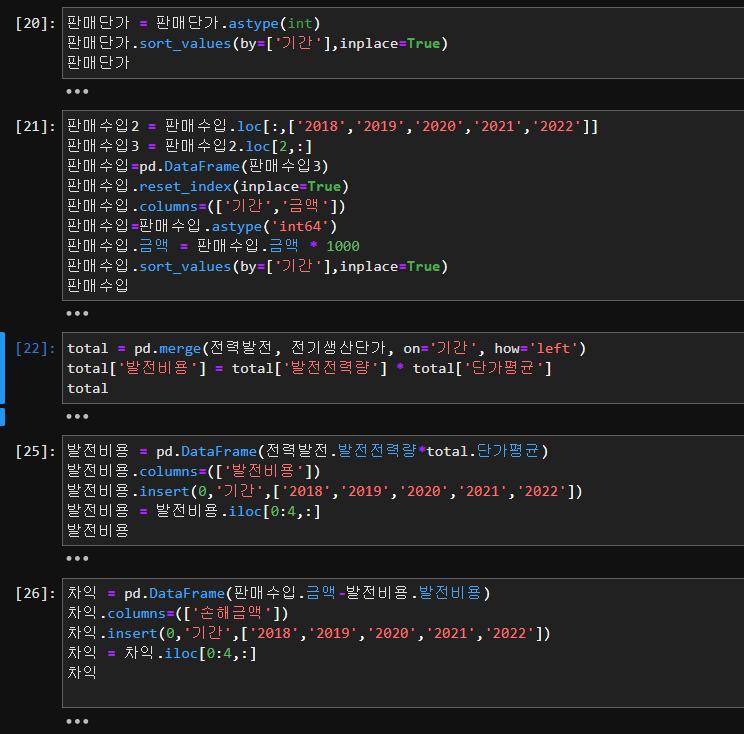 [20]: 판매단가 = 판매단가.astype(int)
판매단가.sort_values(by=['기간'],inplace=True)
판매단가
•••
[21]: 판매수입2 = 판매수입.loc[:,['2018','2019','2020','2021','2022']]
판매수입3 = 판매수입2.loc[2,:]
판매수입=pd.DataFrame(판매수입3)
판매수입.reset_index(inplace=True)
판매수입.columns=(['기간','금액'])
판매수입=판매수입.astype('int64')
판매수입.금액 = 판매수입.금액 * 1000
판매수입.sort_values(by=['기간'],inplace=True)
판매수입
•••
[22]: total = pd.merge(전력발전, 전기생산단가, on='기간', how='left')
total['발전비용'] = total['발전전력량'] * total['단가평균']
total
•••
[25]: 발전비용 = pd.DataFrame(전력발전.발전전력량*total.단가평균)
발전비용.columns=(['발전비용'])
발전비용.insert(0,'기간',['2018','2019','2020','2021','2022'])
발전비용 = 발전비용.iloc[0:4,:]
발전비용
•••
[26]: 차익 = pd.DataFrame(판매수입.금액-발전비용.발전비용)
차익.columns=(['손해금액'])
차익.insert(0,'기간',['2018','2019','2020','2021','2022'])
차익 = 차익.iloc[0:4,:]
차익
•••